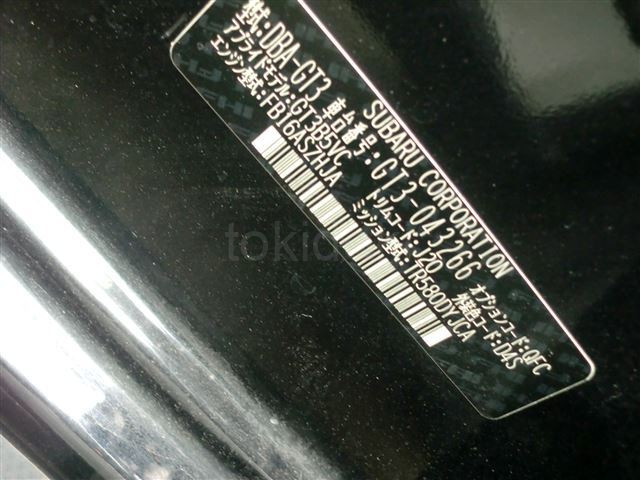 SUBARU CORPORATION
型式:DBA-GT3 車台番号:GT3-043266
アプライドモデル:GT3B5YC トリムコード:J20 オプションコード:QFC
エンジン型式:FB16ASZHJA ミッション型式:TR580DYJCA 外装色コード:D4S